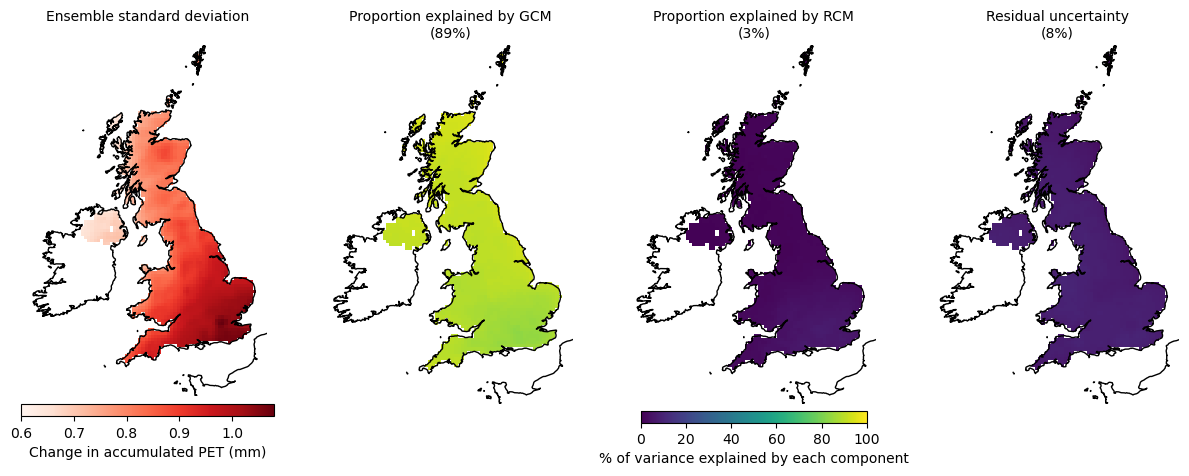 Ensemble standard deviation
Proportion explained by GCM
(89%)
Proportion explained by RCM
(3%)
Residual uncertainty
(8%)
0.6 0.7 0.8 0.9 1.0
Change in accumulated PET (mm)
0 20 40 60 80 100
% of variance explained by each component